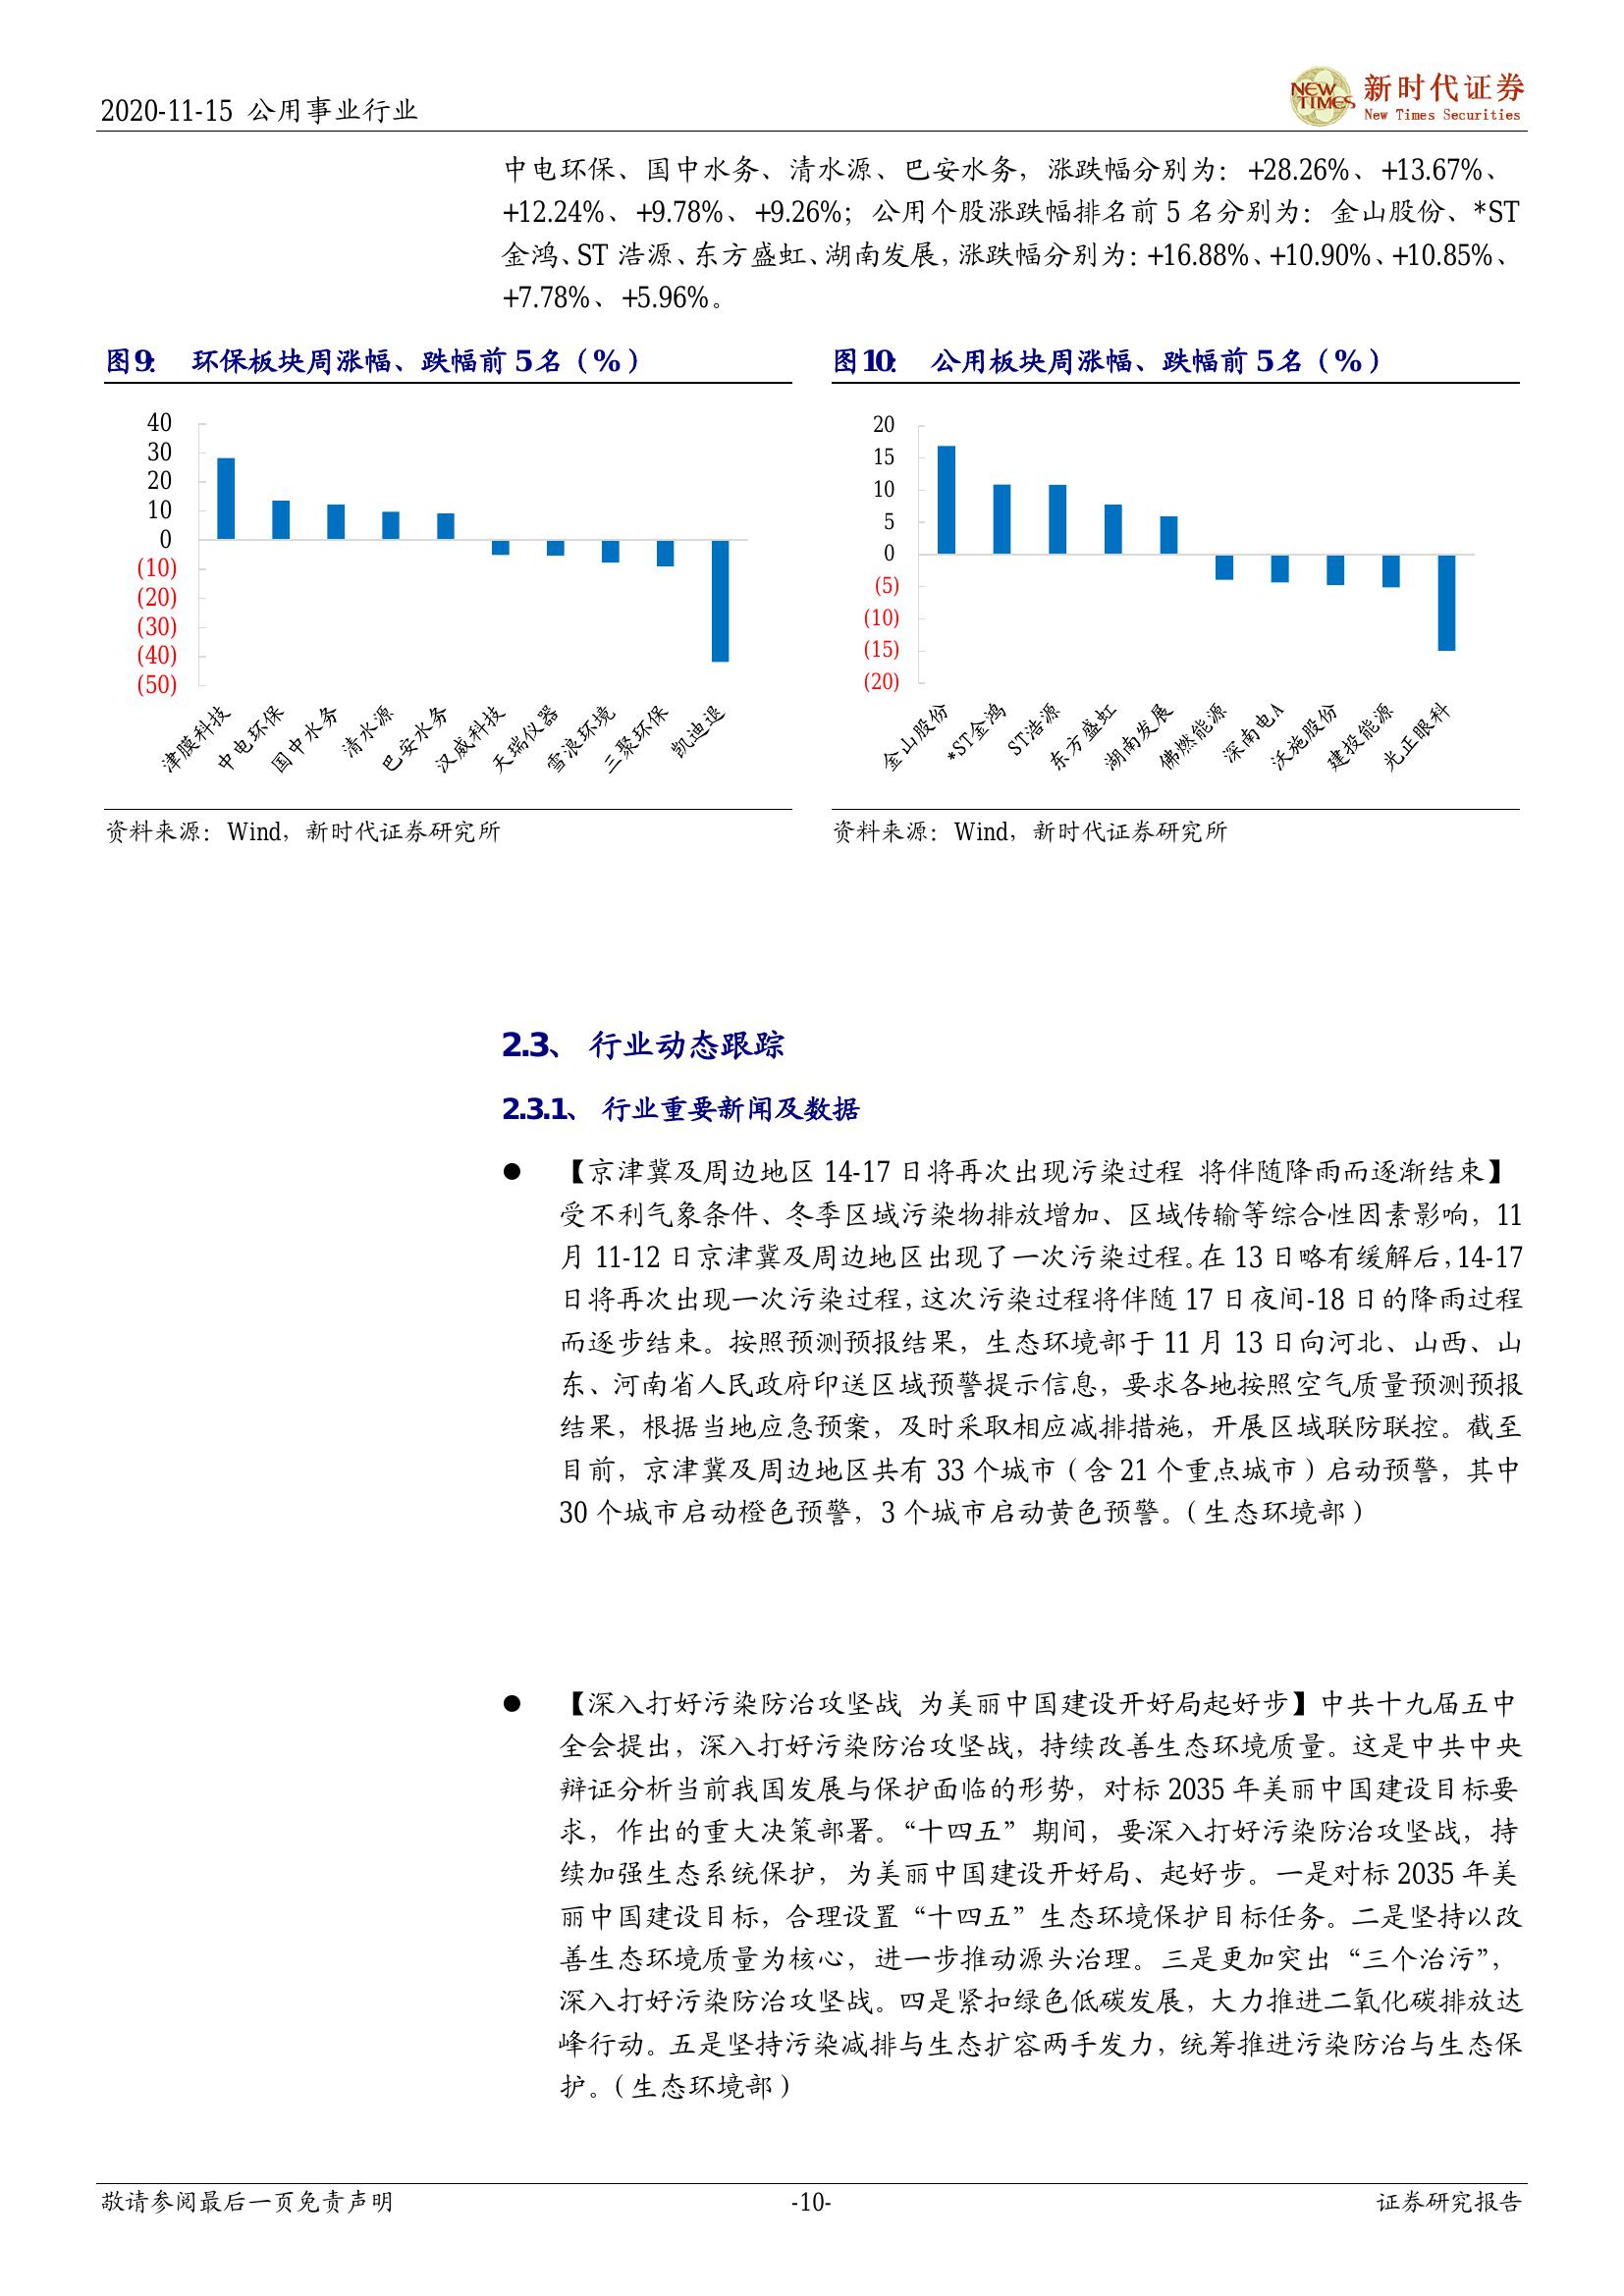 2020-11-15 公用事业行业
NEW TIMES
新时代证券
New Times Securities
中电环保、国中水务、清水源、巴安水务，涨跌幅分别为：+28.26%、+13.67%、
+12.24%、+9.78%、+9.26%；公用个股涨跌幅排名前 5 名分别为：金山股份、*ST
金鸿、ST 浩源、东方盛虹、湖南发展，涨跌幅分别为：+16.88%、+10.90%、+10.85%、
+7.78%、+5.96%。
图9： 环保板块周涨幅、跌幅前 5 名（%）
40
30
20
10
0
(10)
(20)
(30)
(40)
(50)
津膜科技
中电环保
国中水务
清水源
巴安水务
汉威科技
天瑞仪器
雪浪环境
三聚环保
凯迪退
资料来源：Wind，新时代证券研究所
图10： 公用板块周涨幅、跌幅前 5 名（%）
20
15
10
5
0
(5)
(10)
(15)
(20)
金山股份
*ST金鸿
ST浩源
东方盛虹
湖南发展
佛燃能源
深南电A
沃施股份
建投能源
光正眼科
资料来源：Wind，新时代证券研究所
2.3、 行业动态跟踪
2.3.1、 行业重要新闻及数据
● 【京津冀及周边地区 14-17 日将再次出现污染过程 将伴随降雨而逐渐结束】
受不利气象条件、冬季区域污染物排放增加、区域传输等综合性因素影响，11
月 11-12 日京津冀及周边地区出现了一次污染过程。在 13 日略有缓解后，14-17
日将再次出现一次污染过程，这次污染过程将伴随 17 日夜间-18 日的降雨过程
而逐步结束。按照预测预报结果，生态环境部于 11 月 13 日向河北、山西、山
东、河南省人民政府印送区域预警提示信息，要求各地按照空气质量预测预报
结果，根据当地应急预案，及时采取相应减排措施，开展区域联防联控。截至
目前，京津冀及周边地区共有 33 个城市（含 21 个重点城市）启动预警，其中
30 个城市启动橙色预警，3 个城市启动黄色预警。（生态环境部）
● 【深入打好污染防治攻坚战 为美丽中国建设开好局起好步】中共十九届五中
全会提出，深入打好污染防治攻坚战，持续改善生态环境质量。这是中共中央
辩证分析当前我国发展与保护面临的形势，对标 2035 年美丽中国建设目标要
求，作出的重大决策部署。“十四五”期间，要深入打好污染防治攻坚战，持
续加强生态系统保护，为美丽中国建设开好局、起好步。一是对标 2035 年美
丽中国建设目标，合理设置“十四五”生态环境保护目标任务。二是坚持以改
善生态环境质量为核心，进一步推动源头治理。三是更加突出“三个治污”，
深入打好污染防治攻坚战。四是紧扣绿色低碳发展，大力推进二氧化碳排放达
峰行动。五是坚持污染减排与生态扩容两手发力，统筹推进污染防治与生态保
护。（生态环境部）
敬请参阅最后一页免责声明
-10-
证券研究报告